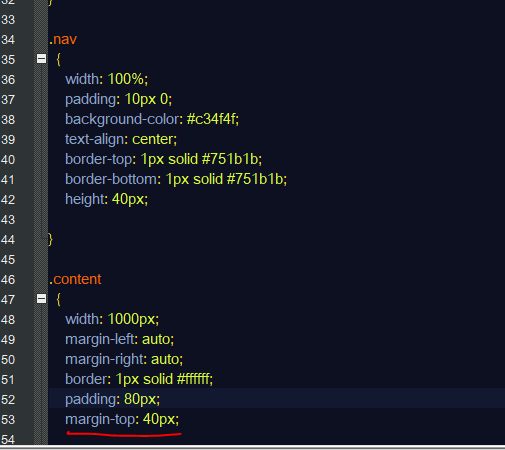 32 }
33
34 .nav
35 {
36 width: 100%;
37 padding: 10px 0;
38 background-color: #c34f4f;
39 text-align: center;
40 border-top: 1px solid #751b1b;
41 border-bottom: 1px solid #751b1b;
42 height: 40px;
43
44 }
45
46 .content
47 {
48 width: 1000px;
49 margin-left: auto;
50 margin-right: auto;
51 border: 1px solid #ffffff;
52 padding: 80px;
53 margin-top: 40px;
54